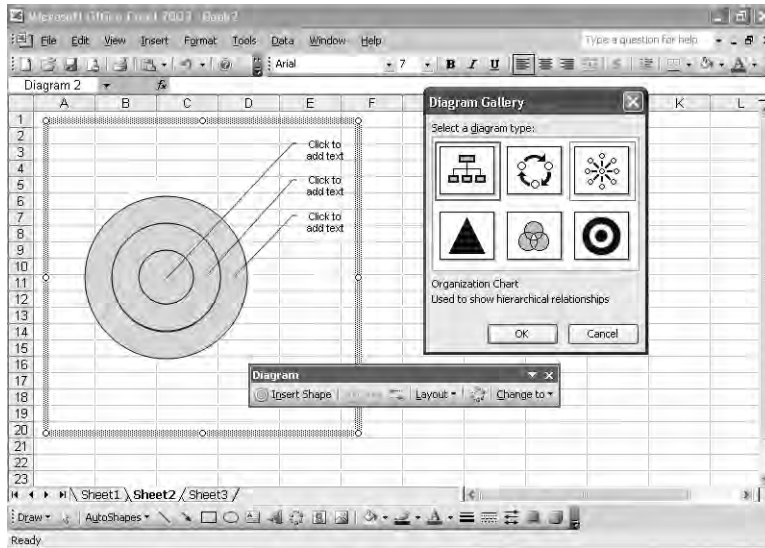 Microsoft Office Excel 2003 - Book2
File Edit View Insert Format Tools Data Window Help
Type a question for help
Arial 7 B I U
Diagram 2 fx
A B C D E F K L
1
2
3
4
5
6
7
8
9
10
11
12
13
14
15
16
17
18
19
20
21
22
23
Click to
add text
Click to
add text
Click to
add text
Diagram Gallery
Select a diagram type:
Organization Chart
Used to show hierarchical relationships
OK Cancel
Diagram
Insert Shape Layout Change to
Sheet1 Sheet2 Sheet3
Draw AutoShapes
Ready